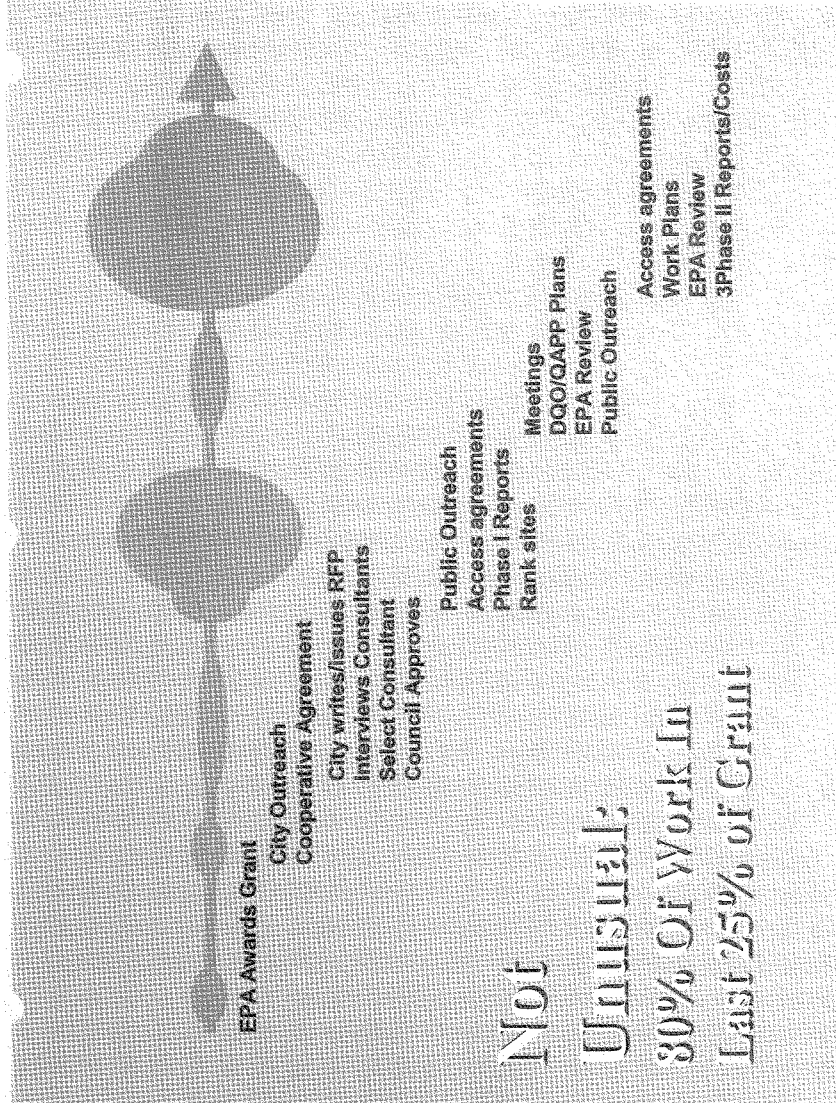 EPA Awards Grant
City Outreach
Cooperative Agreement
City writes/issues RFP
Interviews Consultants
Select Consultant
Council Approves
Public Outreach
Access agreements
Phase I Reports
Rank sites
Meetings
DQO/QAPP Plans
EPA Review
Public Outreach
Access agreements
Work Plans
EPA Review
3Phase II Reports/Costs
Not
Unusual:
80% Of Work In
Last 25% of Grant